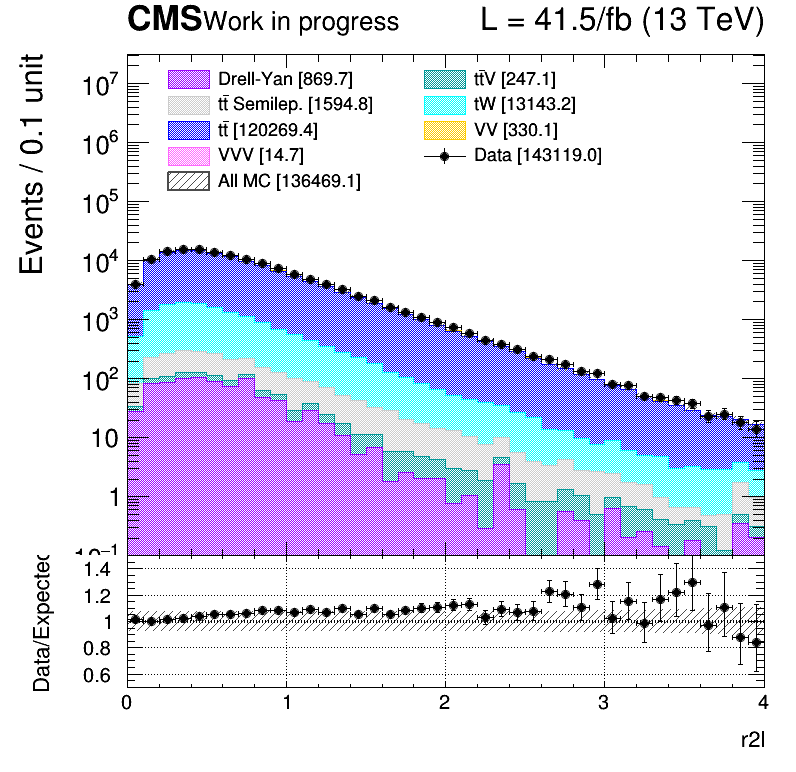 CMS Work in progress L = 41.5/fb (13 TeV)
Events / 0.1 unit
Drell-Yan [869.7] tt̄V [247.1]
tt̄ Semilep. [1594.8] tW [13143.2]
tt̄ [120269.4] VV [330.1]
VVV [14.7] Data [143119.0]
All MC [136469.1]
10⁷
10⁶
10⁵
10⁴
10³
10²
10
1
10⁻¹
Data/Expected
1.4
1.2
1
0.8
0.6
0 1 2 3 4
r2l